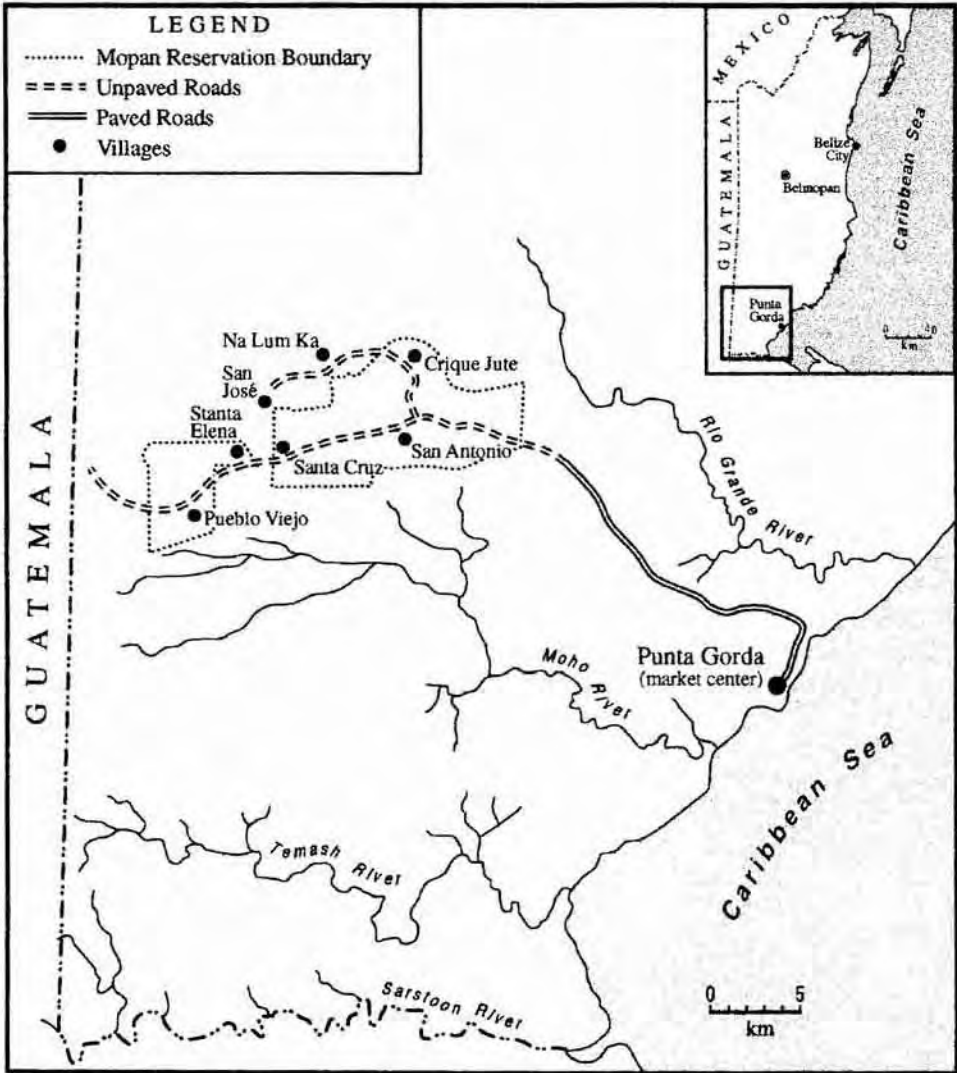 LEGEND
Mopan Reservation Boundary
Unpaved Roads
Paved Roads
Villages
MEXICO
GUATEMALA
Belize
City
Belmopan
Caribbean Sea
Punta
Gorda
0 40
km
Na Lum Ka
Crique Jute
San
José
Stanta
Elena
Santa Cruz
San Antonio
Pueblo Viejo
GUATEMALA
Rio Grande River
Moho River
Punta Gorda
(market center)
Caribbean Sea
Temash River
Sarstoon River
0 5
km